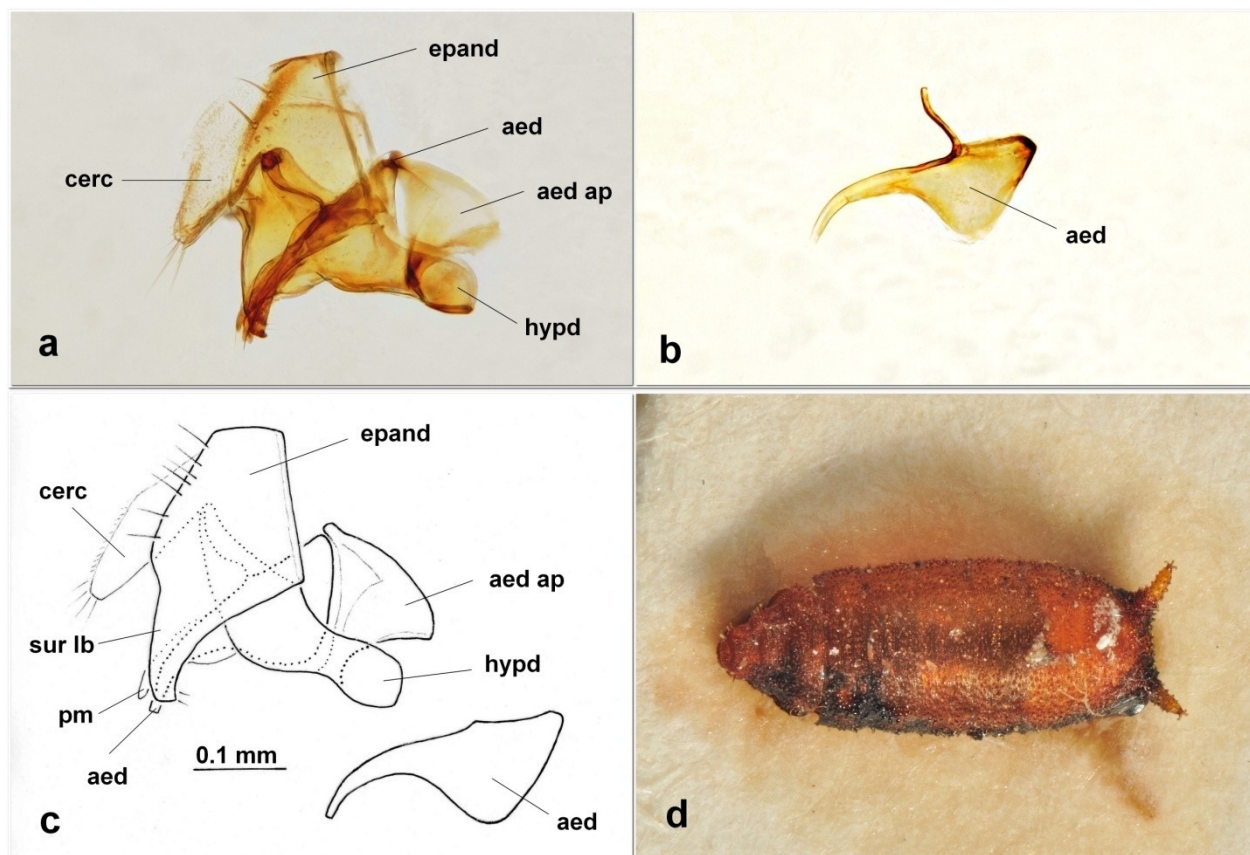 epand
aed
cerc
aed ap
hypd
a
aed
b
epand
cerc
aed ap
sur lb
hypd
pm
aed
0.1 mm
aed
c
d